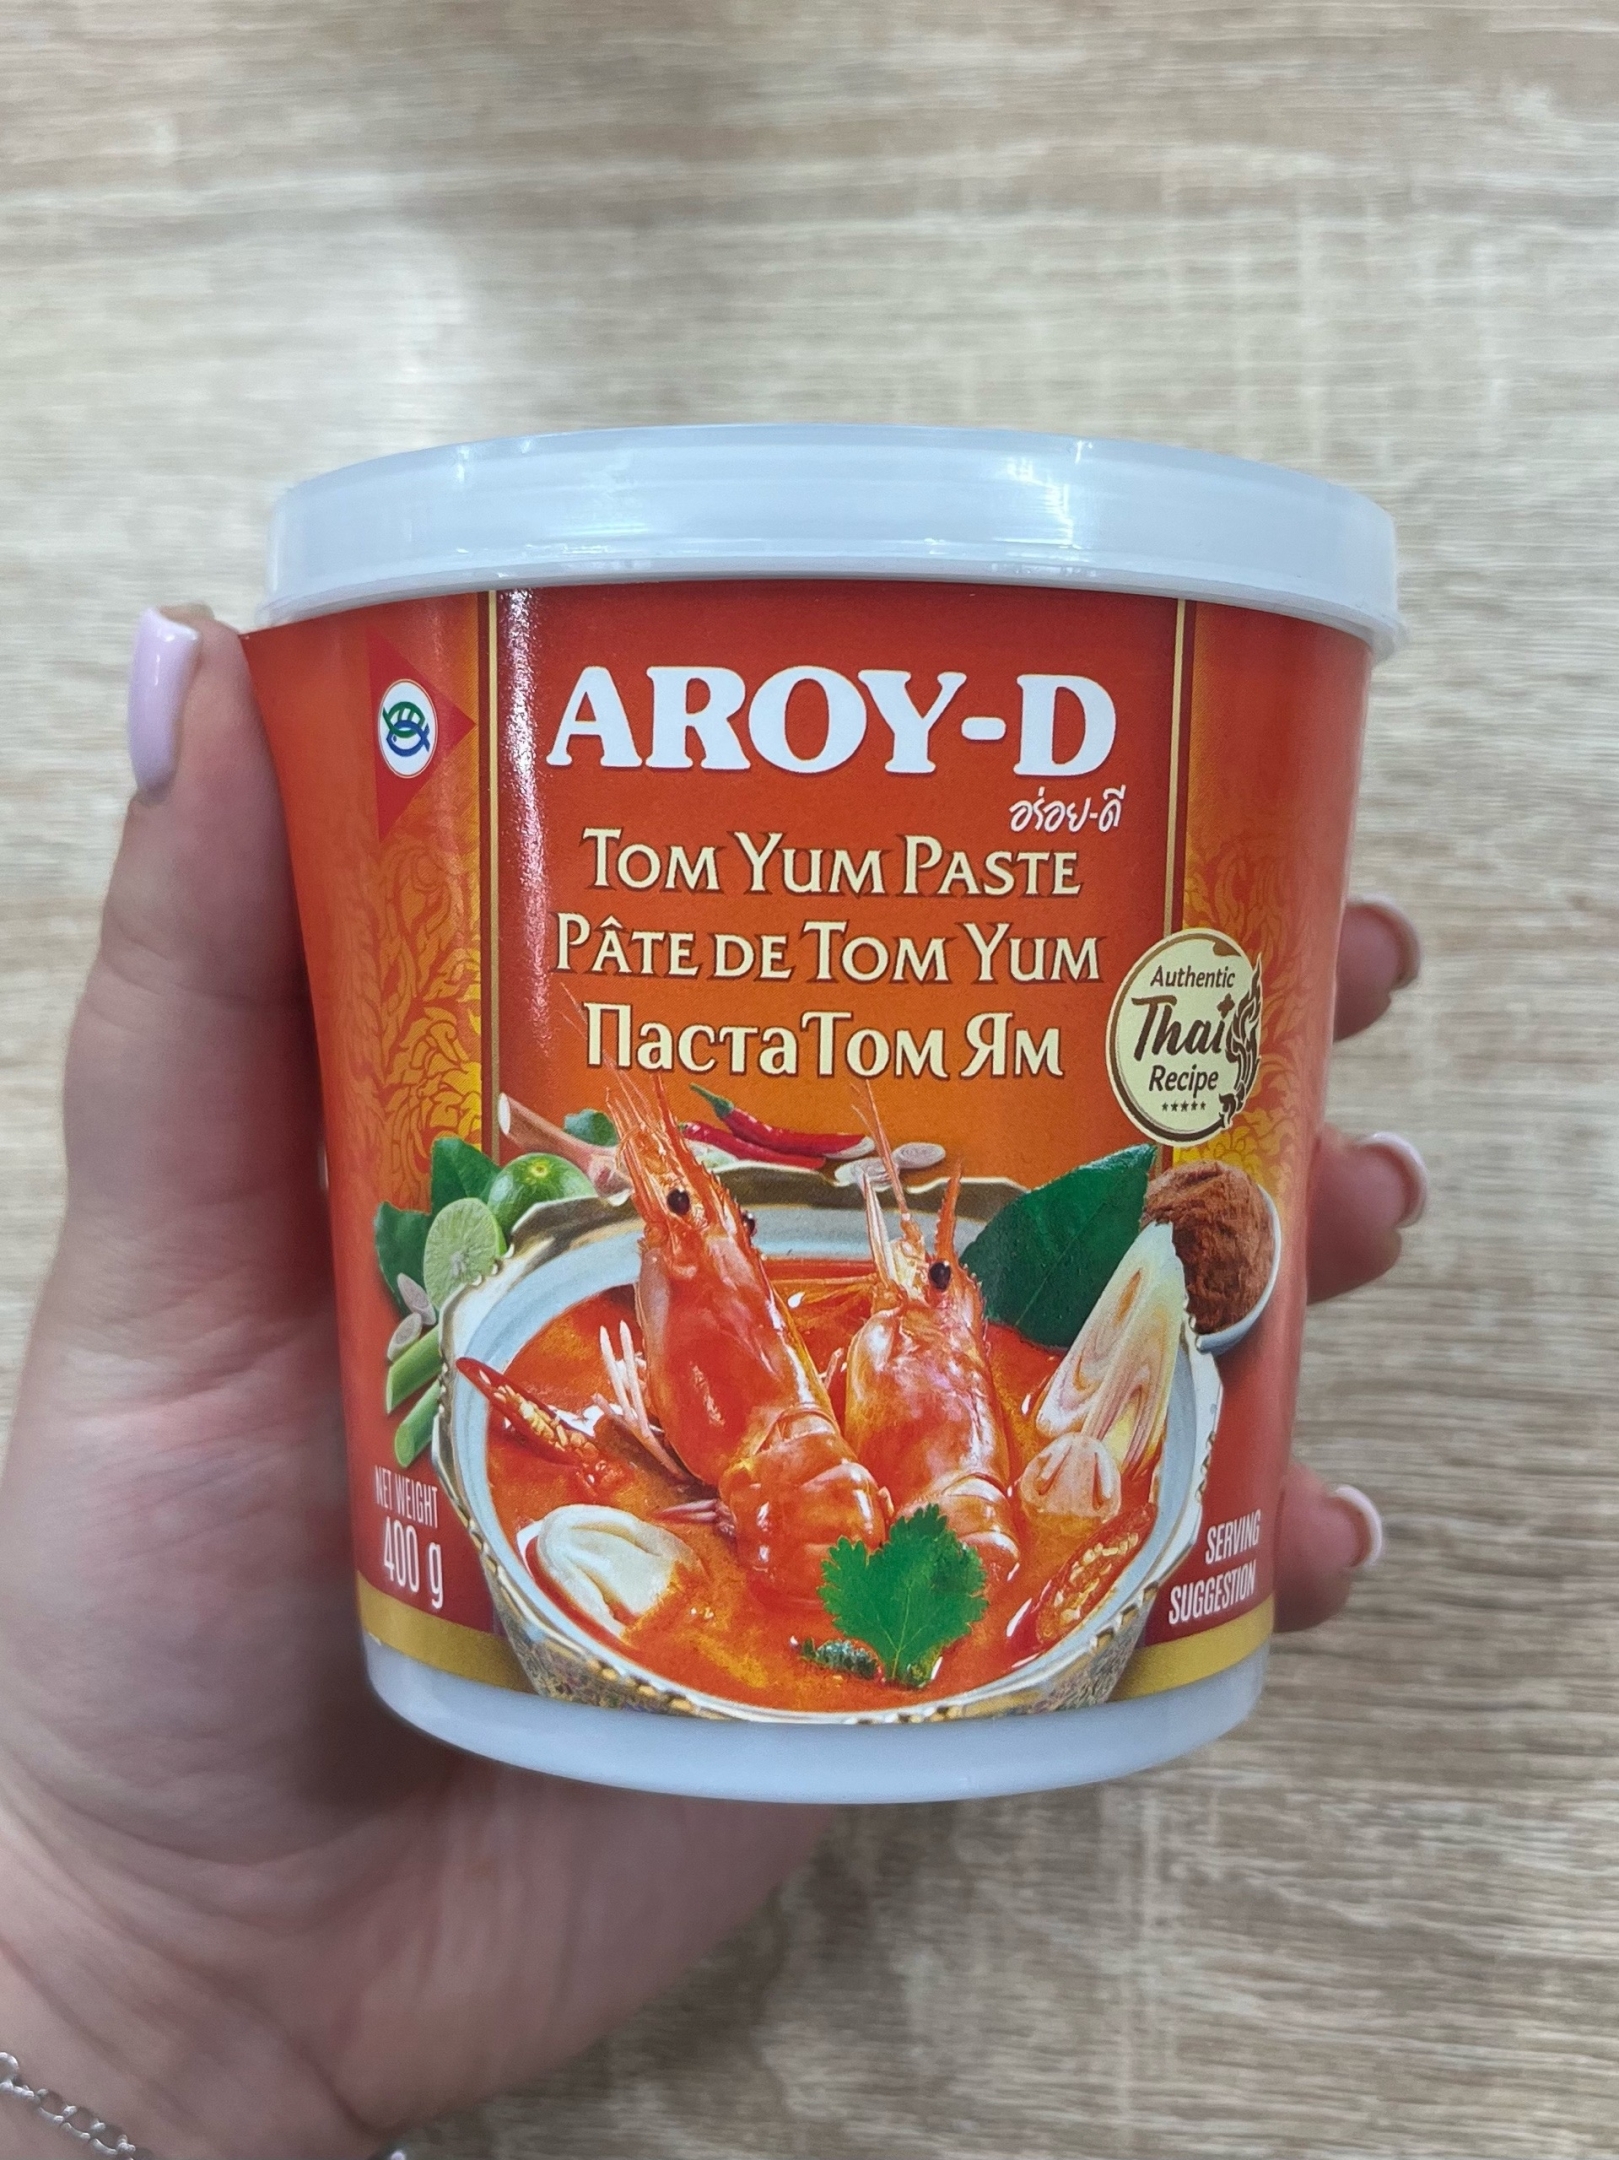 AROY-D
อร่อย-ดี
TOM YUM PASTE
PÂTE DE TOM YUM
Паста Том Ям
Authentic
Thai
Recipe
NET WEIGHT
400 g
SERVING
SUGGESTION